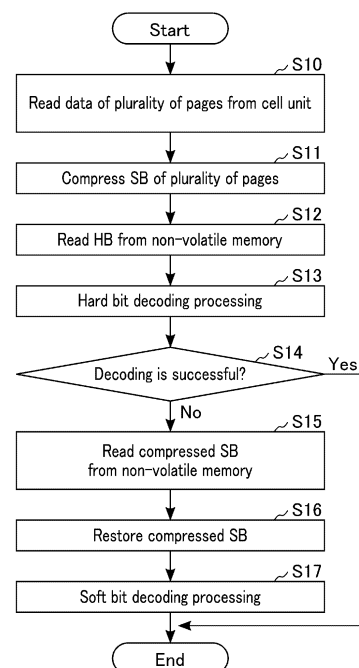 Start
S10
Read data of plurality of pages from cell unit
S11
Compress SB of plurality of pages
S12
Read HB from non-volatile memory
S13
Hard bit decoding processing
S14
Decoding is successful?
Yes
No
S15
Read compressed SB
from non-volatile memory
S16
Restore compressed SB
S17
Soft bit decoding processing
End